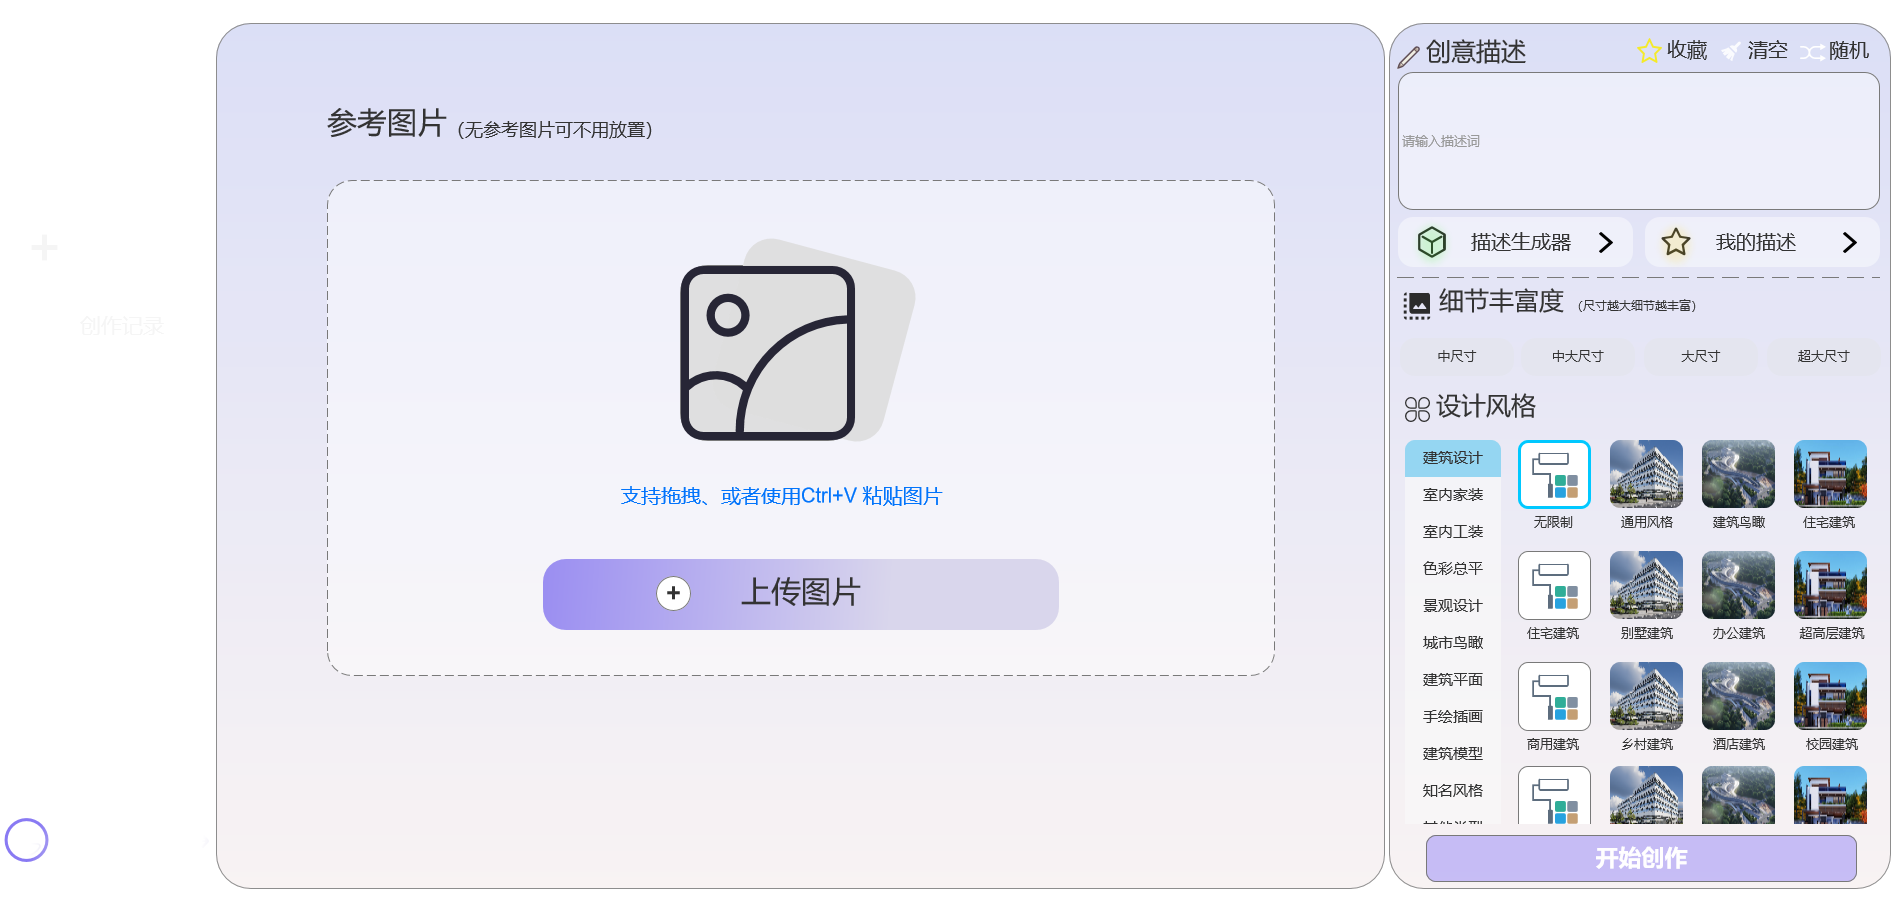 创作记录
参考图片 (无参考图片可不用放置)
支持拖拽、或者使用Ctrl+V 粘贴图片
上传图片
创意描述
收藏 清空 随机
请输入描述词
描述生成器 我的描述
细节丰富度 (尺寸越大细节越丰富)
中尺寸 中大尺寸 大尺寸 超大尺寸
设计风格
建筑设计
室内家装
室内工装
色彩总平
景观设计
城市鸟瞰
建筑平面
手绘插画
建筑模型
知名风格
无限制 通用风格 建筑鸟瞰 住宅建筑
住宅建筑 别墅建筑 办公建筑 超高层建筑
商用建筑 乡村建筑 酒店建筑 校园建筑
开始创作